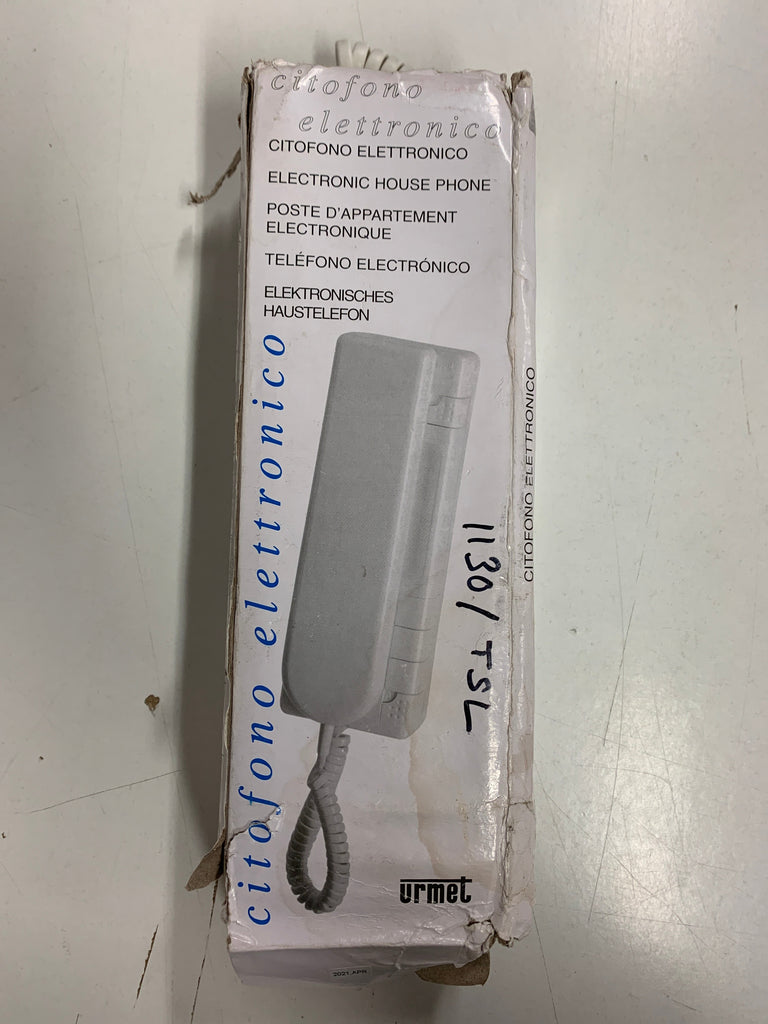 citofono
elettronico
CITOFONO ELETTRONICO
ELECTRONIC HOUSE PHONE
POSTE D'APPARTEMENT
ELECTRONIQUE
TELÉFONO ELECTRÓNICO
ELEKTRONISCHES
HAUSTELEFON
citofono elettronico
1130/TSL
CITOFONO ELETTRONICO
urmet
2021 APR